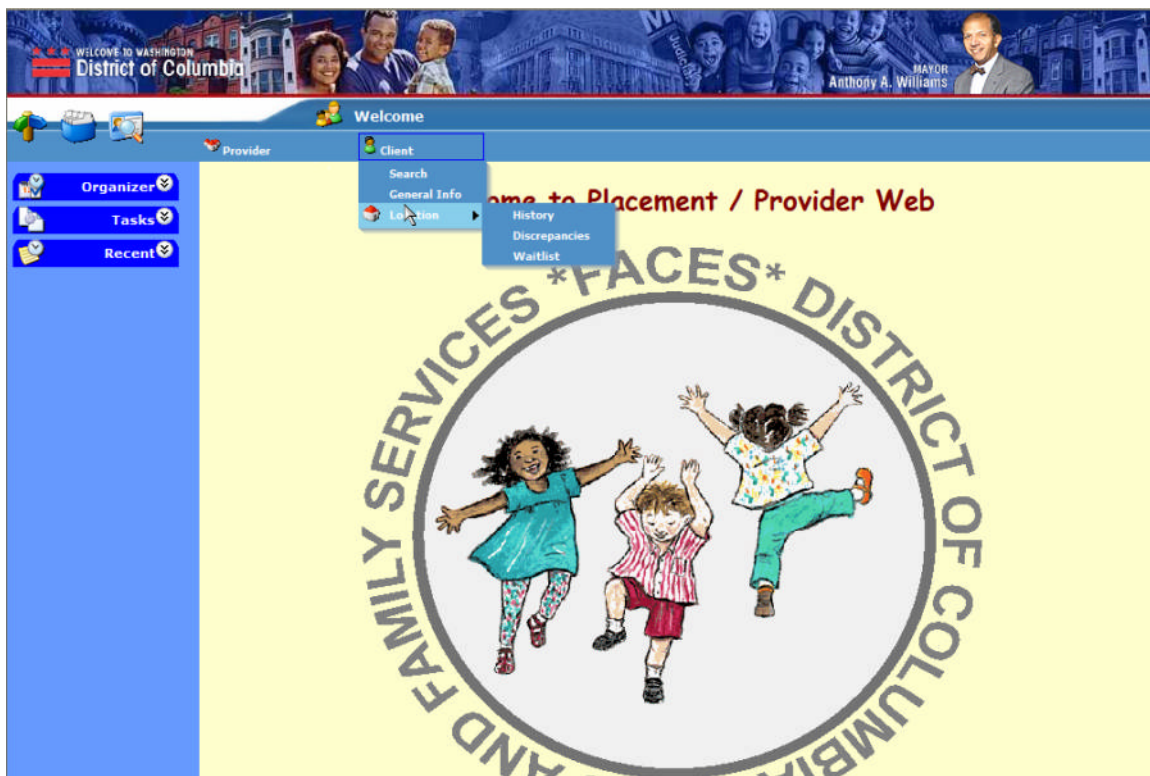 WELCOME TO WASHINGTON
District of Columbia
MAYOR
Anthony A. Williams
Welcome
Provider
Client
Organizer
Tasks
Recent
Search
General Info
Location
History
Discrepancies
Waitlist
ome to Placement / Provider Web
AND FAMILY SERVICES *FACES* DISTRICT OF COLUMBIA